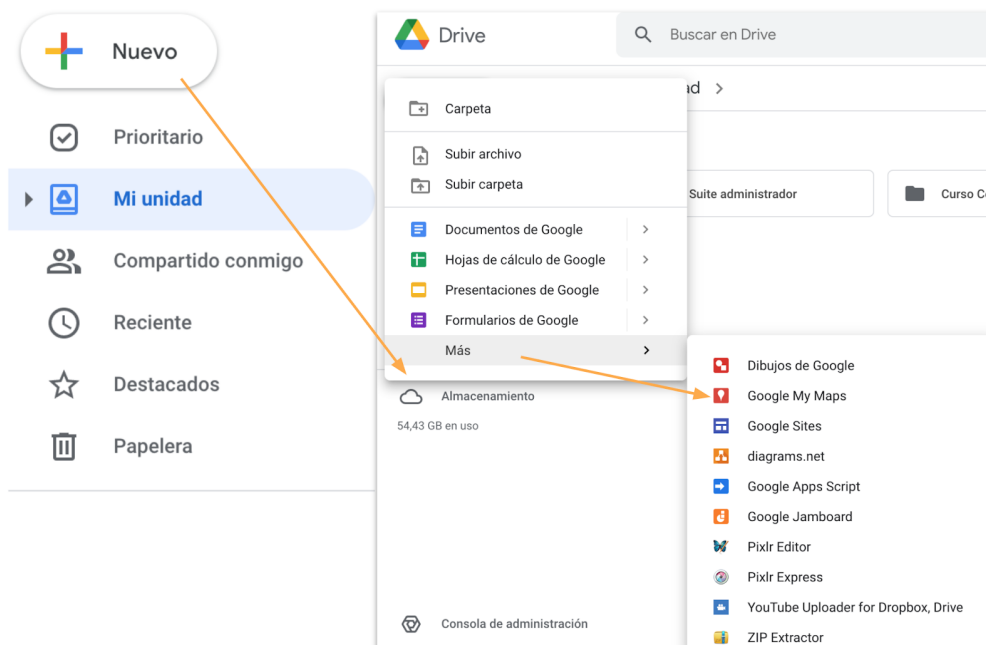 Nuevo
Prioritario
Mi unidad
Compartido conmigo
Reciente
Destacados
Papelera
Drive
Buscar en Drive
ad
Carpeta
Subir archivo
Subir carpeta
Suite administrador
Curso C
Documentos de Google
Hojas de cálculo de Google
Presentaciones de Google
Formularios de Google
Más
Almacenamiento
54,43 GB en uso
Dibujos de Google
Google My Maps
Google Sites
diagrams.net
Google Apps Script
Google Jamboard
Pixlr Editor
Pixlr Express
YouTube Uploader for Dropbox, Drive
ZIP Extractor
Consola de administración